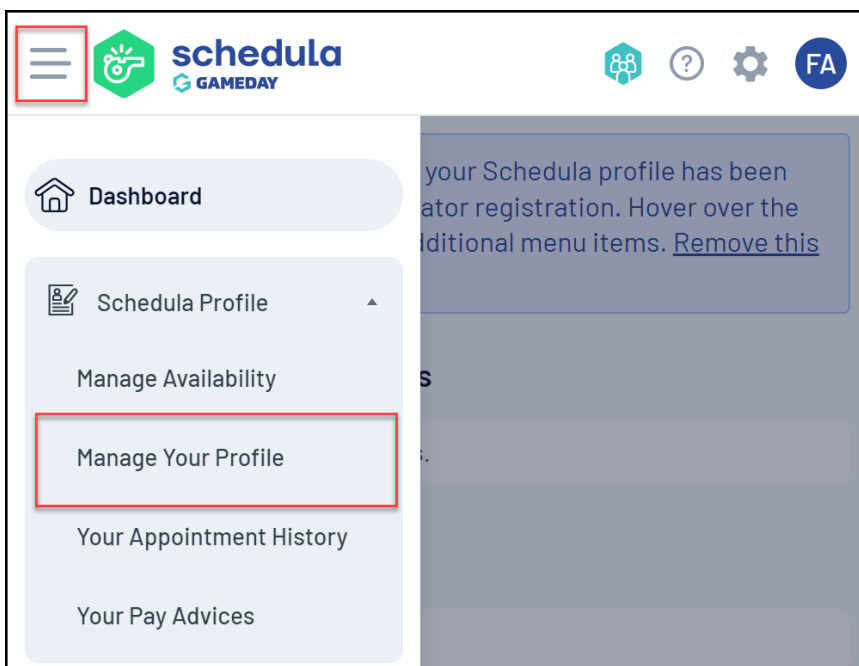 schedula
GAMEDAY
?
FA
Dashboard
your Schedula profile has been
ator registration. Hover over the
dditional menu items. Remove this
Schedula Profile
Manage Availability
s
Manage Your Profile
s.
Your Appointment History
Your Pay Advices